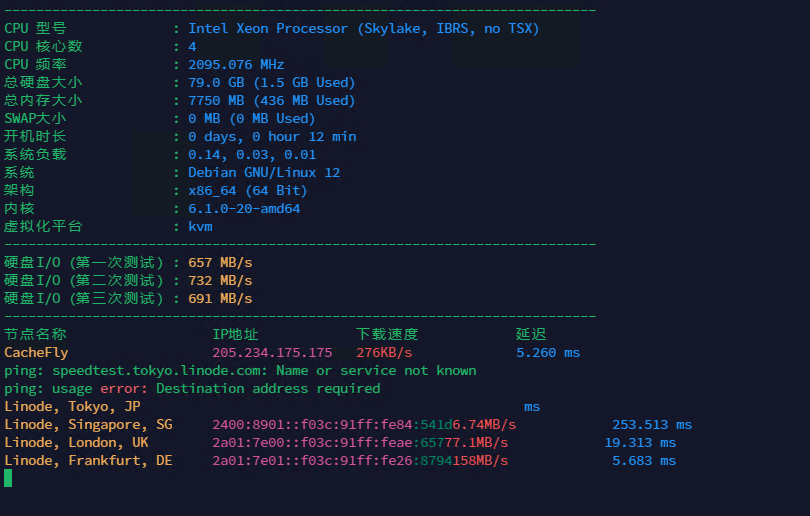 CPU 型号 : Intel Xeon Processor (Skylake, IBRS, no TSX)
CPU 核心数 : 4
CPU 频率 : 2095.076 MHz
总硬盘大小 : 79.0 GB (1.5 GB Used)
总内存大小 : 7750 MB (436 MB Used)
SWAP大小 : 0 MB (0 MB Used)
开机时长 : 0 days, 0 hour 12 min
系统负载 : 0.14, 0.03, 0.01
系统 : Debian GNU/Linux 12
架构 : x86_64 (64 Bit)
内核 : 6.1.0-20-amd64
虚拟化平台 : kvm
硬盘I/O (第一次测试) : 657 MB/s
硬盘I/O (第二次测试) : 732 MB/s
硬盘I/O (第三次测试) : 691 MB/s
节点名称 IP地址 下载速度 延迟
CacheFly 205.234.175.175 276KB/s 5.260 ms
ping: speedtest.tokyo.linode.com: Name or service not known
ping: usage error: Destination address required
Linode, Tokyo, JP ms
Linode, Singapore, SG 2400:8901::f03c:91ff:fe84:541d6.74MB/s 253.513 ms
Linode, London, UK 2a01:7e00::f03c:91ff:feae:65777.1MB/s 19.313 ms
Linode, Frankfurt, DE 2a01:7e01::f03c:91ff:fe26:8794158MB/s 5.683 ms